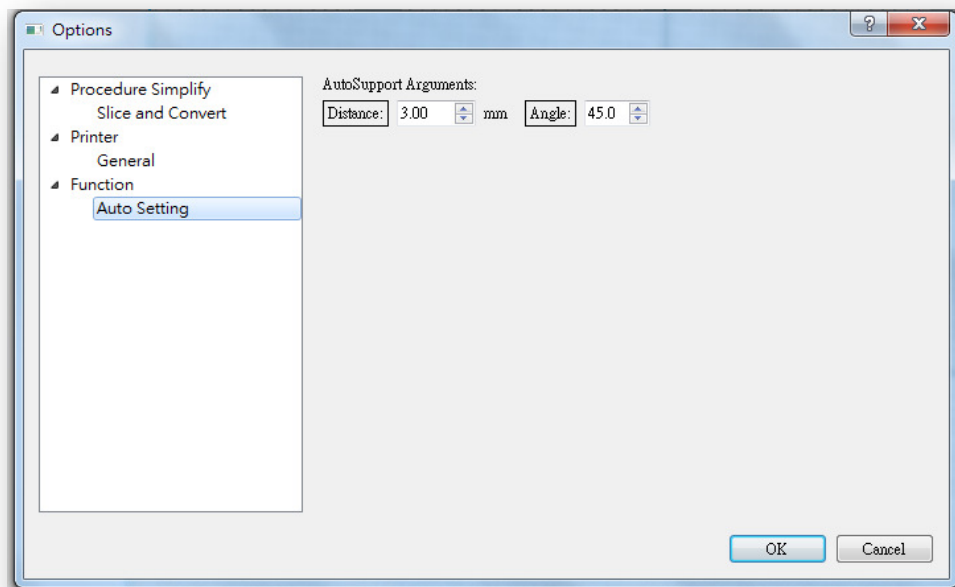 Options
Procedure Simplify
Slice and Convert
Printer
General
Function
Auto Setting
AutoSupport Arguments:
Distance: 3.00 mm Angle: 45.0
OK Cancel